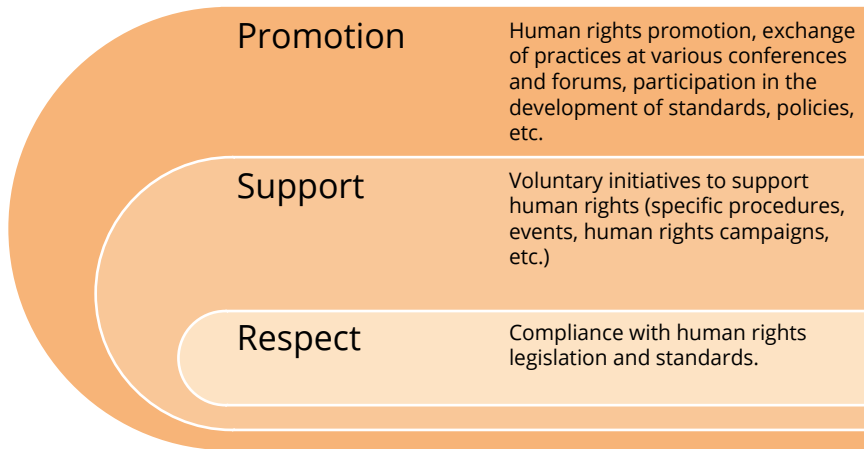 Promotion
Human rights promotion, exchange
of practices at various conferences
and forums, participation in the
development of standards, policies,
etc.
Support
Voluntary initiatives to support
human rights (specific procedures,
events, human rights campaigns,
etc.)
Respect
Compliance with human rights
legislation and standards.